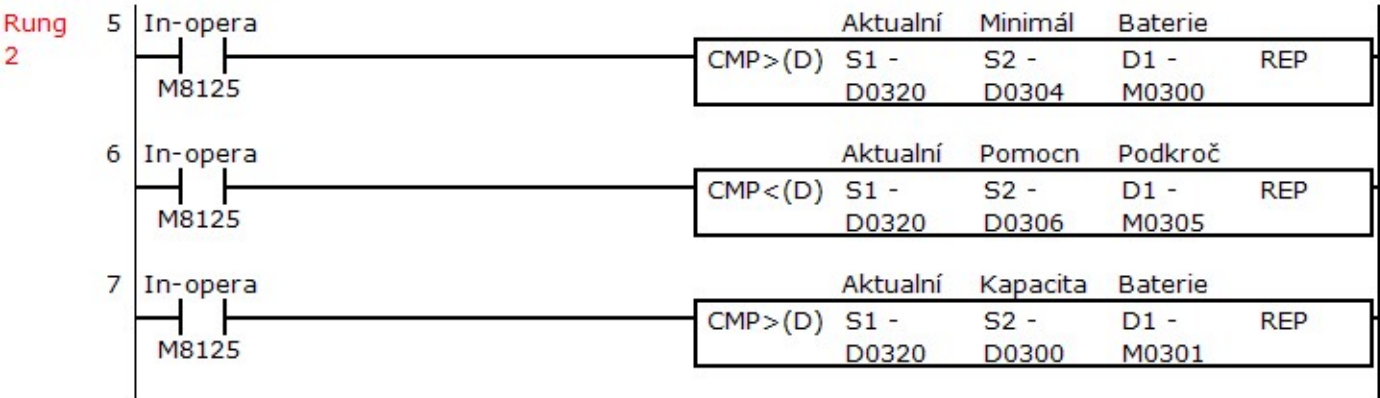 Rung 5 In-opera Aktualní Minimál Baterie
2 CMP>(D) S1 - S2 - D1 - REP
M8125 D0320 D0304 M0300
6 In-opera Aktualní Pomocn Podkroč
CMP<(D) S1 - S2 - D1 - REP
M8125 D0320 D0306 M0305
7 In-opera Aktualní Kapacita Baterie
CMP>(D) S1 - S2 - D1 - REP
M8125 D0320 D0300 M0301